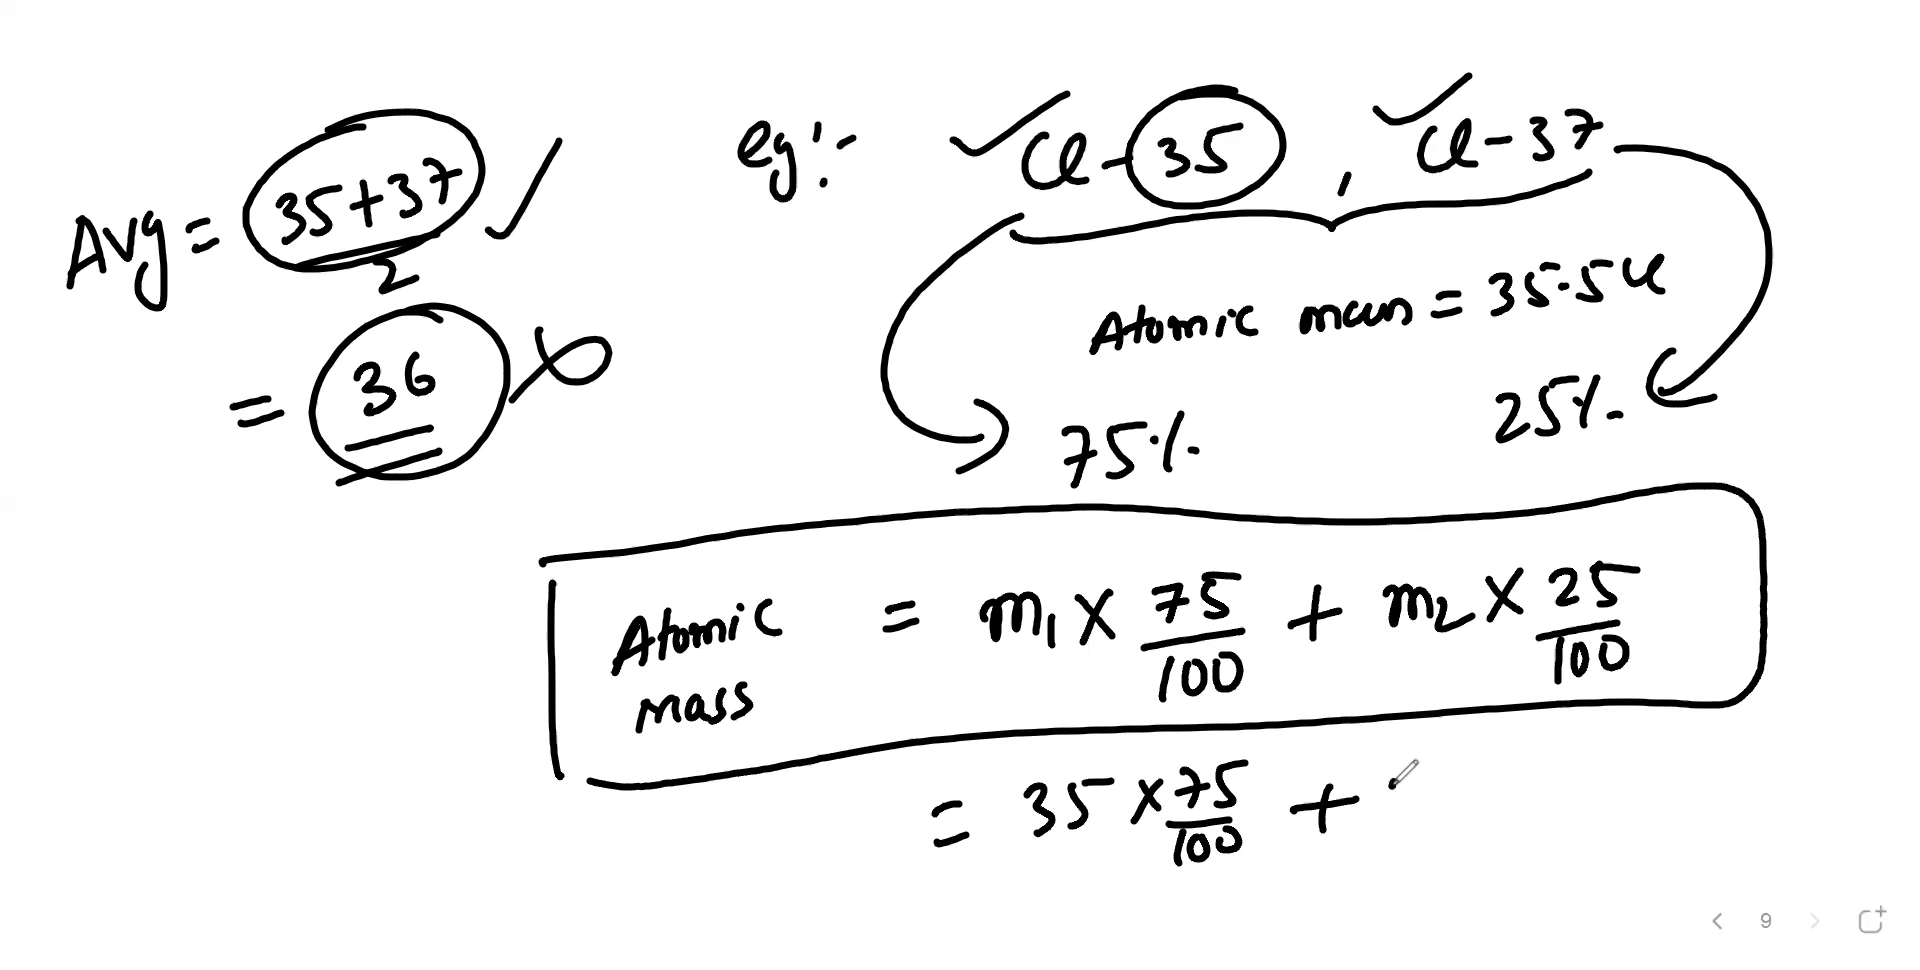 Avg = 35+37 / 2
= 36
eg:- Cl-35, Cl-37
Atomic mass = 35.5u
75% 25%
Atomic mass = m₁ × 75/100 + m₂ × 25/100
= 35 × 75/100 +
9